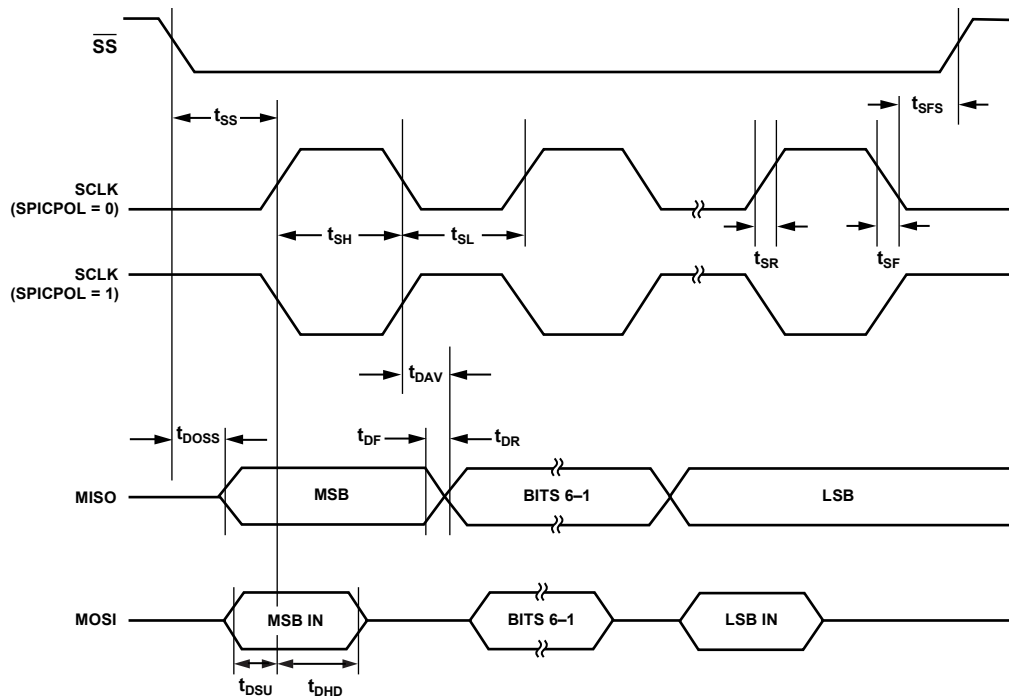 SS
tSS
tSFS
SCLK
(SPICPOL = 0)
tSH
tSL
tSR
tSF
SCLK
(SPICPOL = 1)
tDAV
tDOSS
tDF
tDR
MISO
MSB
BITS 6–1
LSB
MOSI
MSB IN
BITS 6–1
LSB IN
tDSU
tDHD